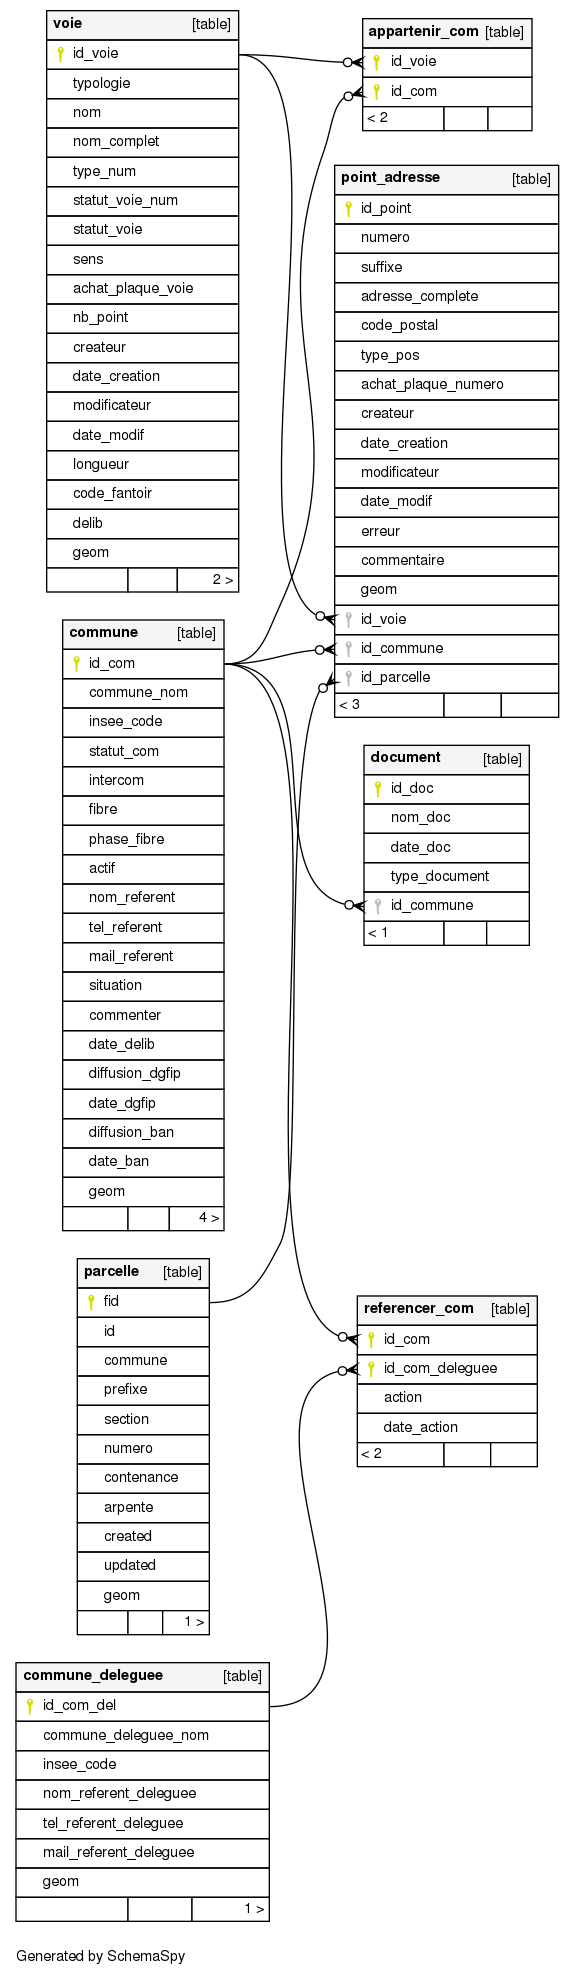 voie [table]
id_voie
typologie
nom
nom_complet
type_num
statut_voie_num
statut_voie
sens
achat_plaque_voie
nb_point
createur
date_creation
modificateur
date_modif
longueur
code_fantoir
delib
geom
2 >
commune [table]
id_com
commune_nom
insee_code
statut_com
intercom
fibre
phase_fibre
actif
nom_referent
tel_referent
mail_referent
situation
commenter
date_delib
diffusion_dgfip
date_dgfip
diffusion_ban
date_ban
geom
4 >
parcelle [table]
fid
id
commune
prefixe
section
numero
contenance
arpente
created
updated
geom
1 >
commune_deleguee [table]
id_com_del
commune_deleguee_nom
insee_code
nom_referent_deleguee
tel_referent_deleguee
mail_referent_deleguee
geom
1 >
appartenir_com [table]
id_voie
id_com
< 2
point_adresse [table]
id_point
numero
suffixe
adresse_complete
code_postal
type_pos
achat_plaque_numero
createur
date_creation
modificateur
date_modif
erreur
commentaire
geom
id_voie
id_commune
id_parcelle
< 3
document [table]
id_doc
nom_doc
date_doc
type_document
id_commune
< 1
referencer_com [table]
id_com
id_com_deleguee
action
date_action
< 2
Generated by SchemaSpy